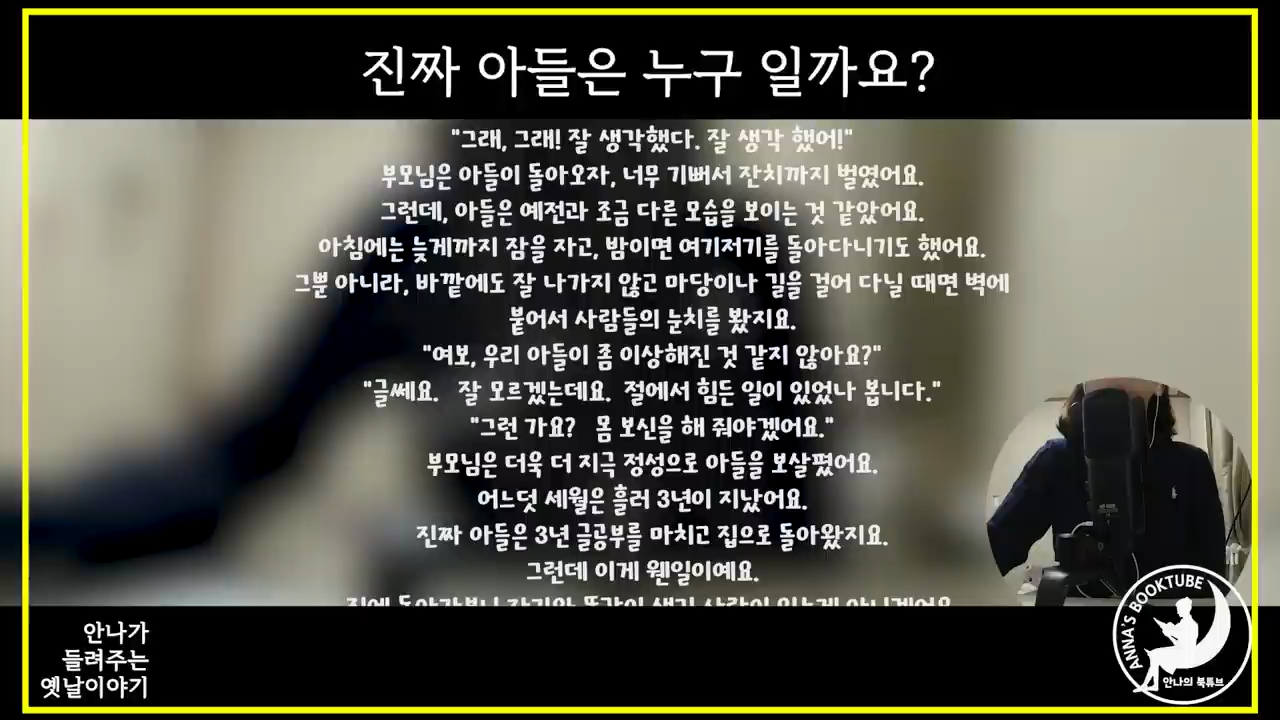 진짜 아들은 누구 일까요?
"그래, 그래! 잘 생각했다. 잘 생각 했어!"
부모님은 아들이 돌아오자, 너무 기뻐서 잔치까지 벌였어요.
그런데, 아들은 예전과 조금 다른 모습을 보이는 것 같았어요.
아침에는 늦게까지 잠을 자고, 밤이면 여기저기를 돌아다니기도 했어요.
그뿐 아니라, 바깥에도 잘 나가지 않고 마당이나 길을 걸어 다닐 때면 벽에
붙어서 사람들의 눈치를 봤지요.
"여보, 우리 아들이 좀 이상해진 것 같지 않아요?"
"글쎄요. 잘 모르겠는데요. 절에서 힘든 일이 있었나 봅니다."
"그런 가요? 몸 보신을 해 줘야겠어요."
부모님은 더욱 더 지극 정성으로 아들을 보살폈어요.
어느덧 세월은 흘러 3년이 지났어요.
진짜 아들은 3년 글공부를 마치고 집으로 돌아왔지요.
그런데 이게 웬일이예요.
안나가
들려주는
옛날이야기
ANNA'S BOOKTUBE
안나의 북튜브